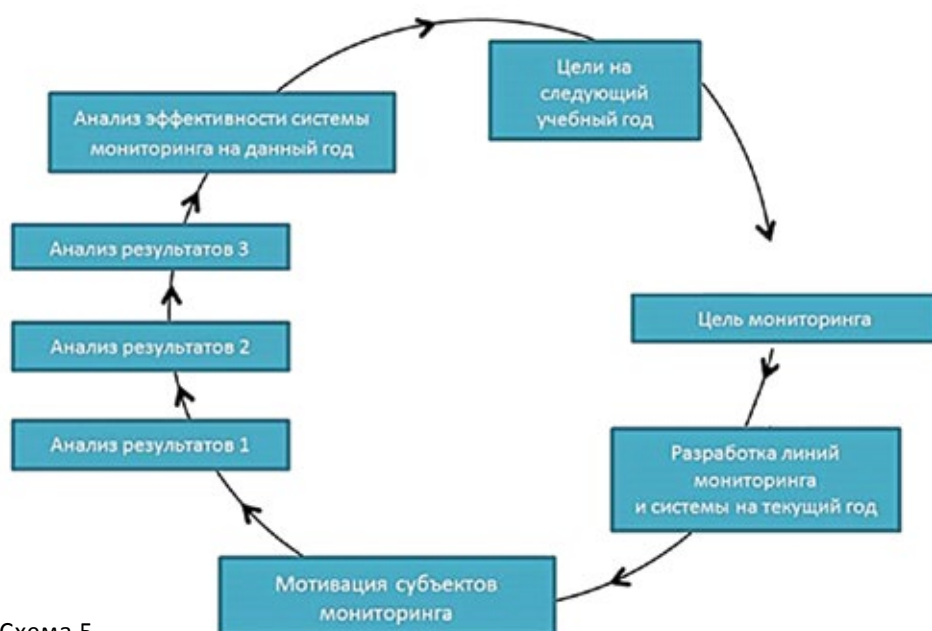 Цели на
следующий
учебный год
Анализ эффективности системы
мониторинга на данный год
Анализ результатов 3
Цель мониторинга
Анализ результатов 2
Анализ результатов 1
Разработка линий
мониторинга
и системы на текущий год
Мотивация субъектов
мониторинга
Схема 5